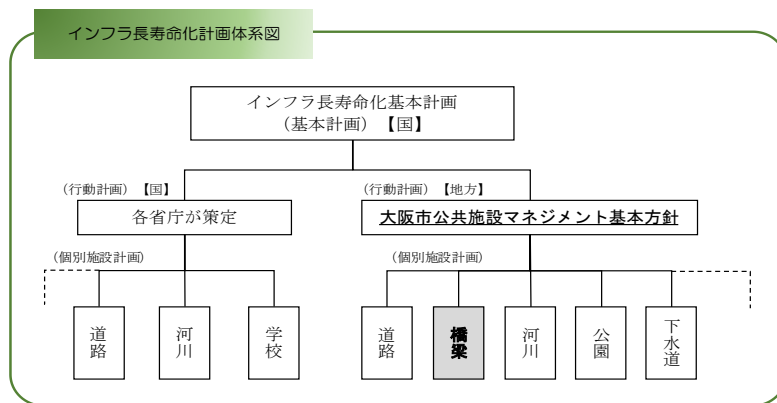 インフラ長寿命化計画体系図
インフラ長寿命化基本計画
(基本計画)【国】
(行動計画)【国】
(行動計画)【地方】
各省庁が策定
大阪市公共施設マネジメント基本方針
(個別施設計画)
(個別施設計画)
道路
河川
学校
道路
橋梁
河川
公園
下水道